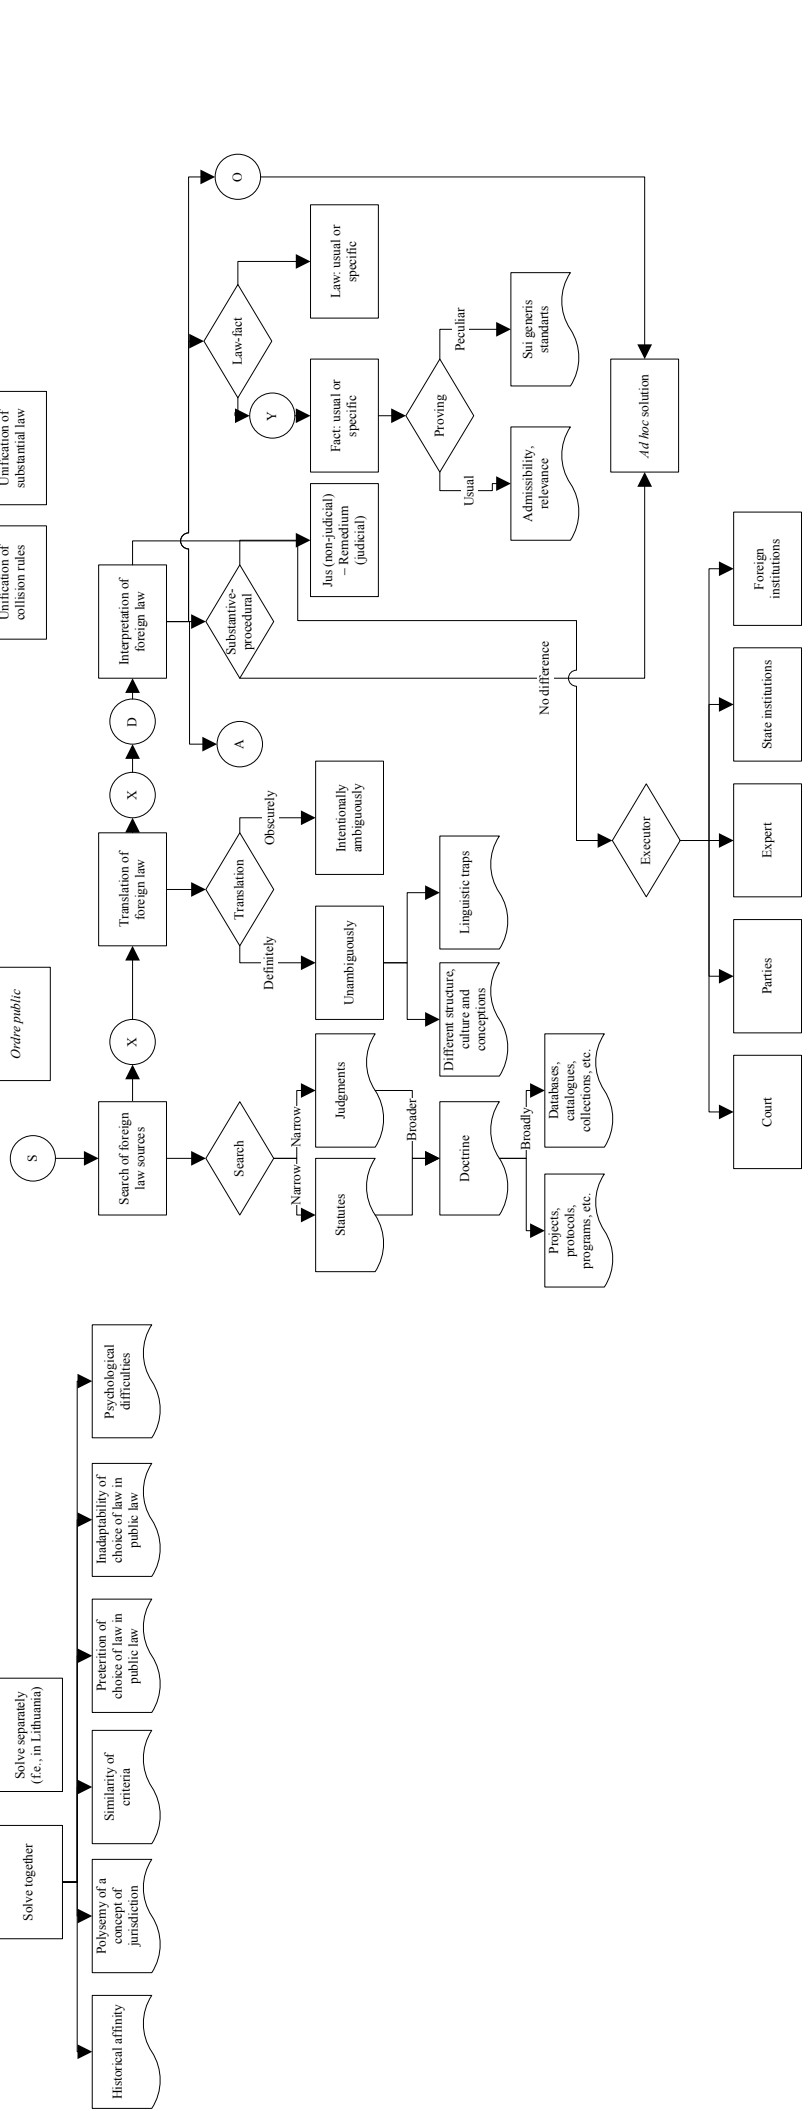 Solve together
Solve separately
(f.e., in Lithuania)
S
Ordre public
Unification of
collision rules
Unification of
substantial law
Historical affinity
Polysemy of a
concept of
jurisdiction
Similarity of
criteria
Preterition of
choice of law in
public law
Inadaptability of
choice of law in
public law
Psychological
difficulties
Search of foreign
law sources
X
Translation of
foreign law
X
D
Interpretation of
foreign law
Search
Translation
A
Substantive-
procedural
Law-fact
O
Y
Narrow
Narrow
Definitely
Obscurely
Statutes
Judgments
Unambiguously
Intentionally
ambiguously
Jus (non-judicial)
– Remedium
(judicial)
Fact: usual or
specific
Law: usual or
specific
Broader
Proving
Doctrine
Different structure,
culture and
conceptions
Linguistic traps
Usual
Peculiar
Broadly
Admissibility,
relevance
Sui generis
standarts
Projects,
protocols,
programs, etc.
Databases,
catalogues,
collections, etc.
No difference
Executor
Ad hoc solution
Court
Parties
Expert
State institutions
Foreign
institutions